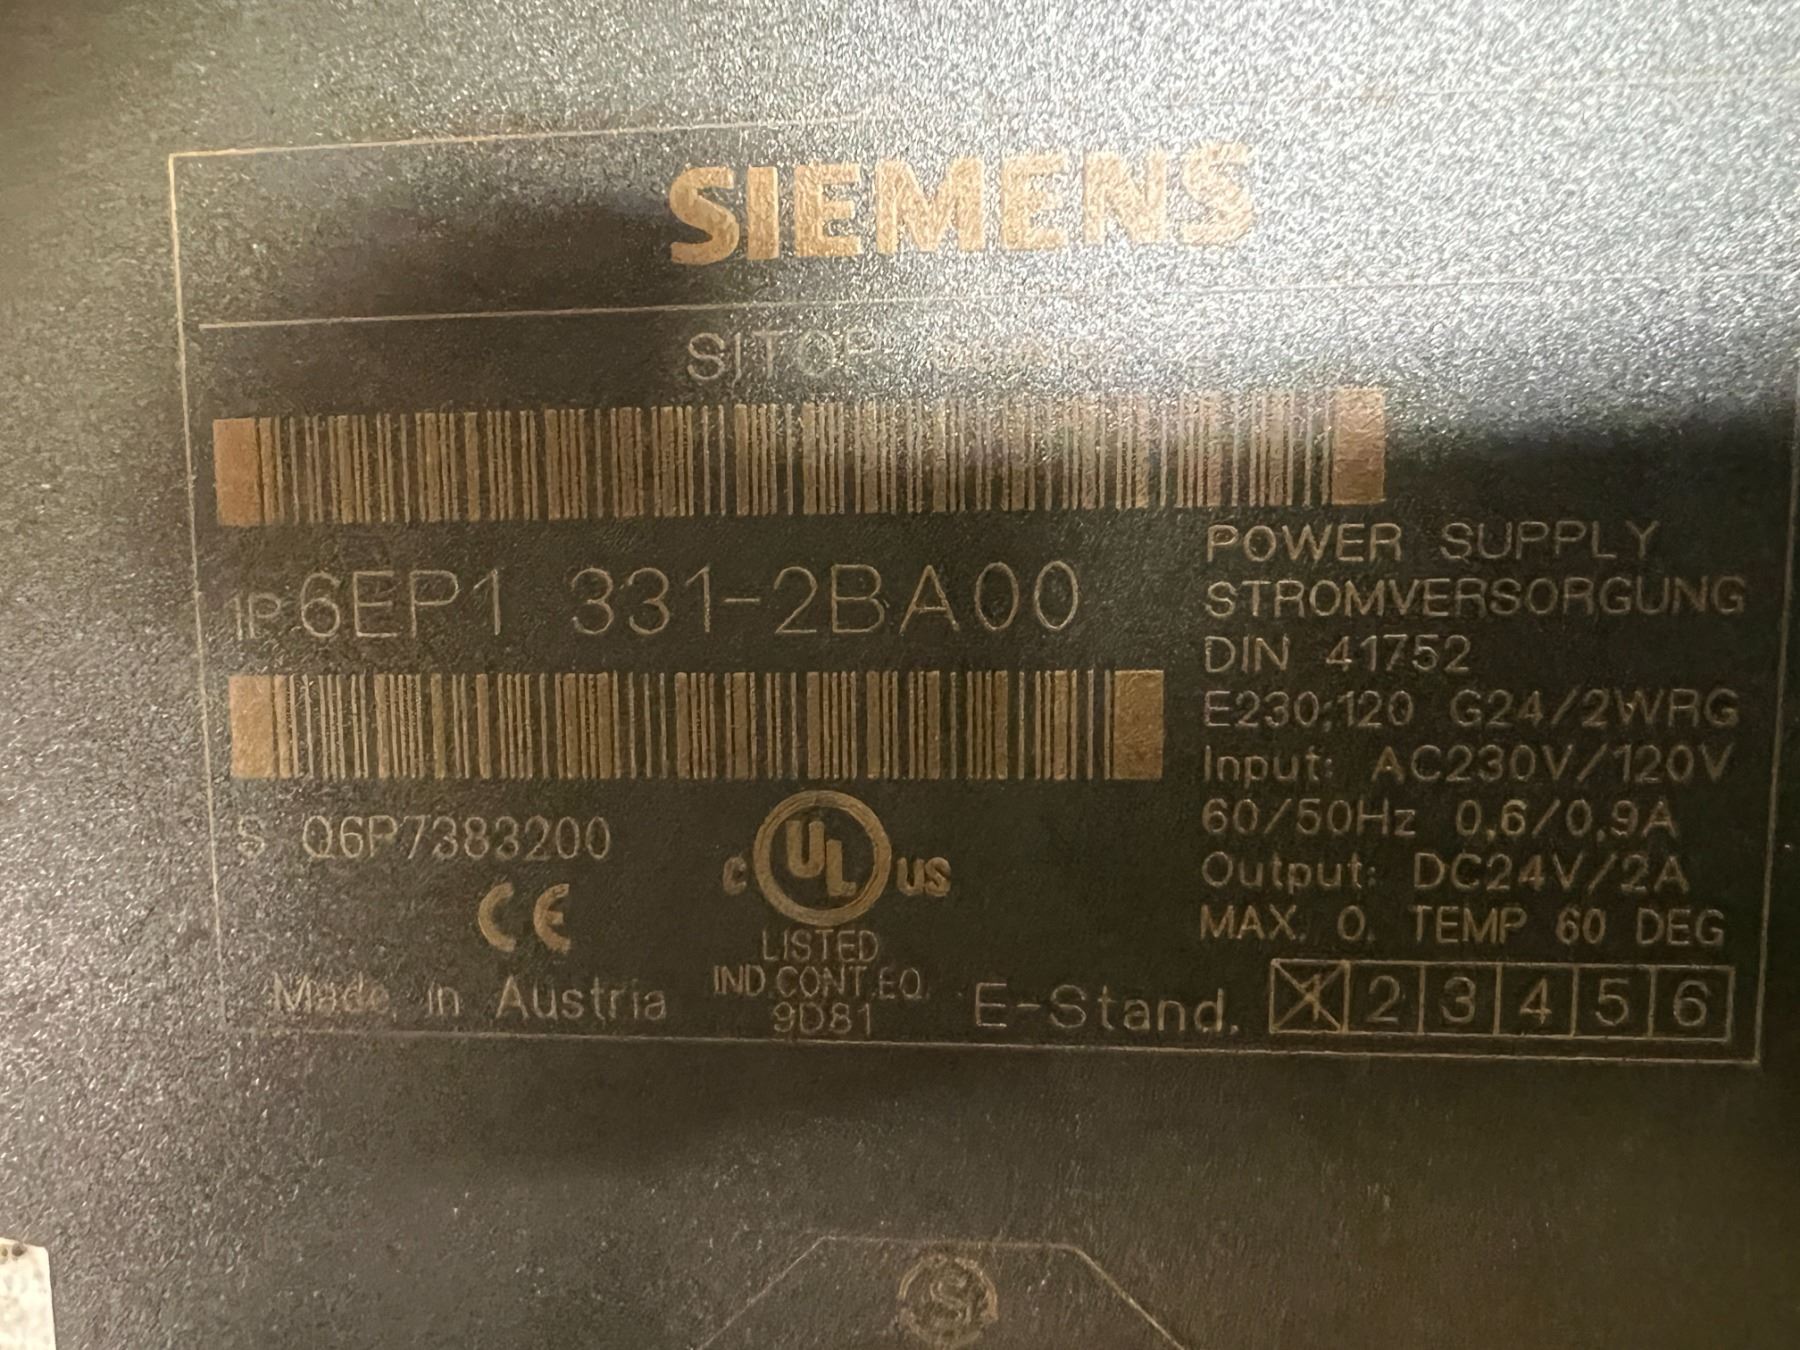 SIEMENS
SITOP
1P 6EP1 331-2BA00
S Q6P7383200
CE
c UL us
LISTED
IND.CONT.EQ.
9D81
Made in Austria
POWER SUPPLY
STROMVERSORGUNG
DIN 41752
E230;120 G24/2WRG
Input: AC230V/120V
60/50Hz 0,6/0,9A
Output: DC24V/2A
MAX. O. TEMP 60 DEG
E-Stand. 1 2 3 4 5 6